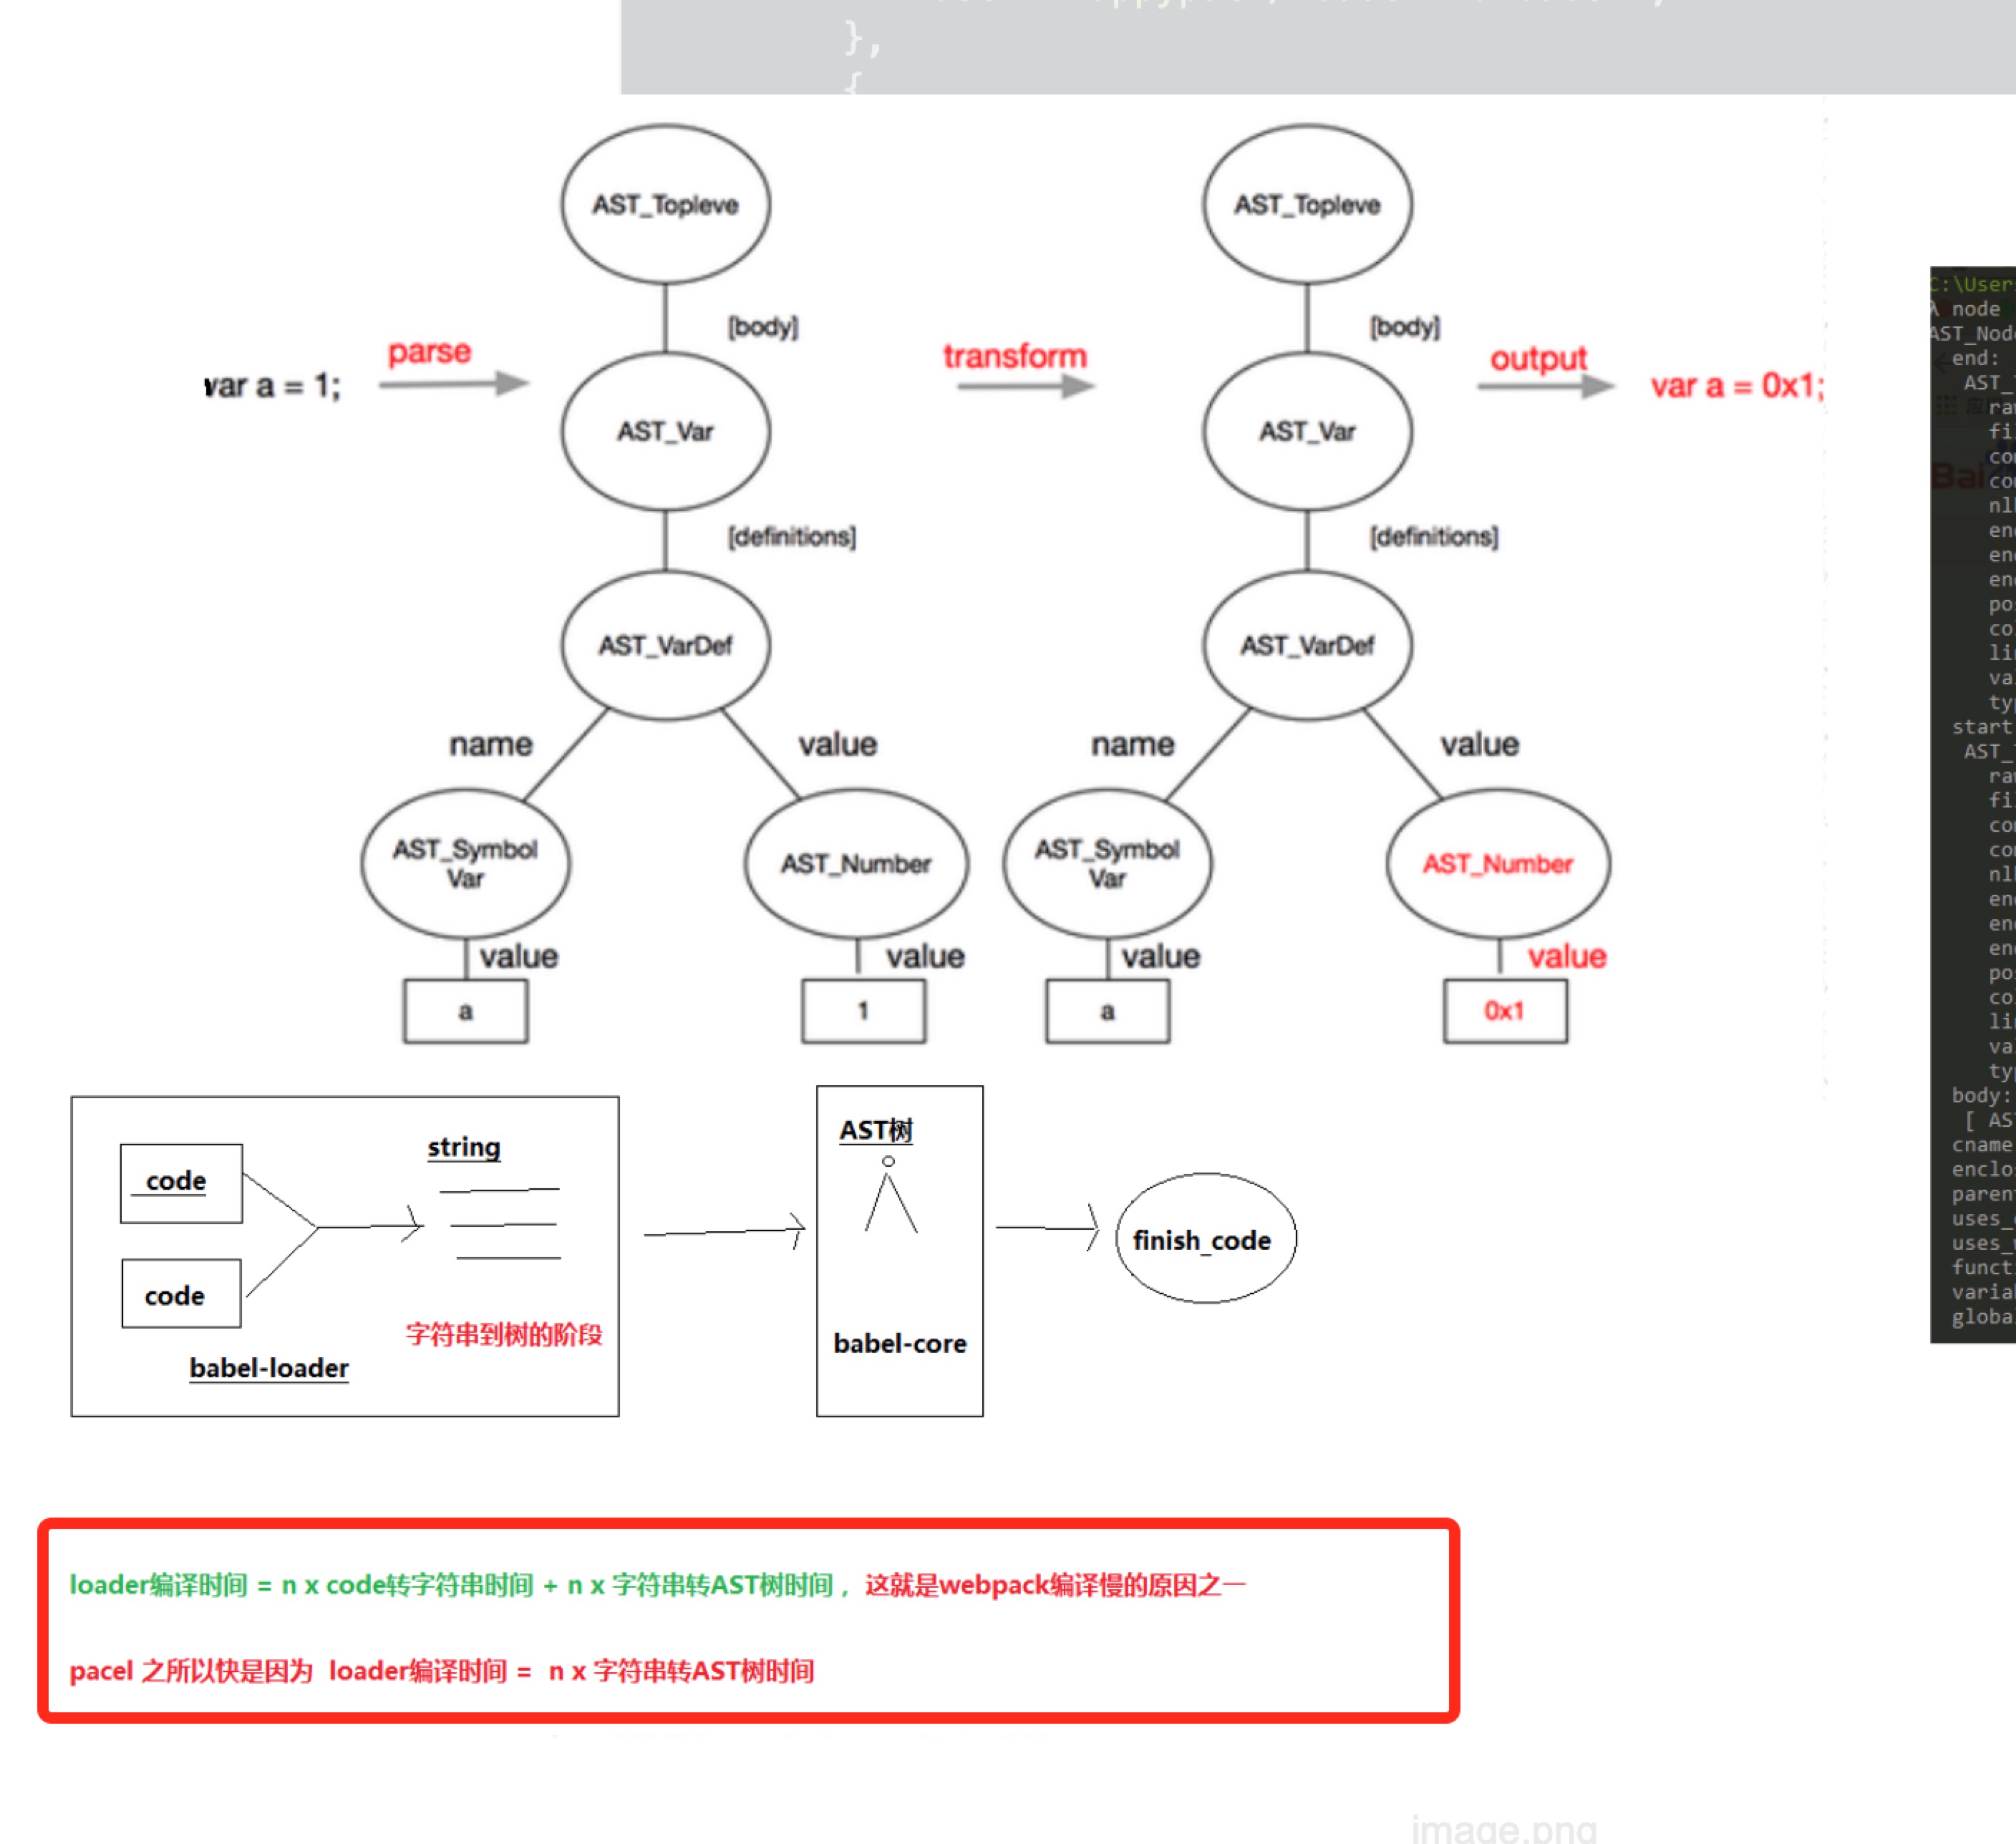 },
{
AST_Topleve
AST_Topleve
[body]
[body]
parse
transform
output
var a = 1;
var a = 0x1;
AST_Var
AST_Var
[definitions]
[definitions]
AST_VarDef
AST_VarDef
name
value
name
value
AST_Symbol
Var
AST_Number
AST_Symbol
Var
AST_Number
value
value
value
value
a
1
a
0x1
code
string
code
字符串到树的阶段
babel-loader
AST树
babel-core
finish_code
loader编译时间 = n x code转字符串时间 + n x 字符串转AST树时间， 这就是webpack编译慢的原因之一
pacel 之所以快是因为 loader编译时间 = n x 字符串转AST树时间
C:\User
λ node
AST_Nod
end:
AST_
ra
fi
co
co
nl
en
en
en
po
co
li
va
ty
start
AST_
ra
fi
co
co
nl
en
en
en
po
co
li
va
ty
body:
[ AS
cname
enclo
paren
uses_
uses_
funct
varia
globa
Bai
image.png